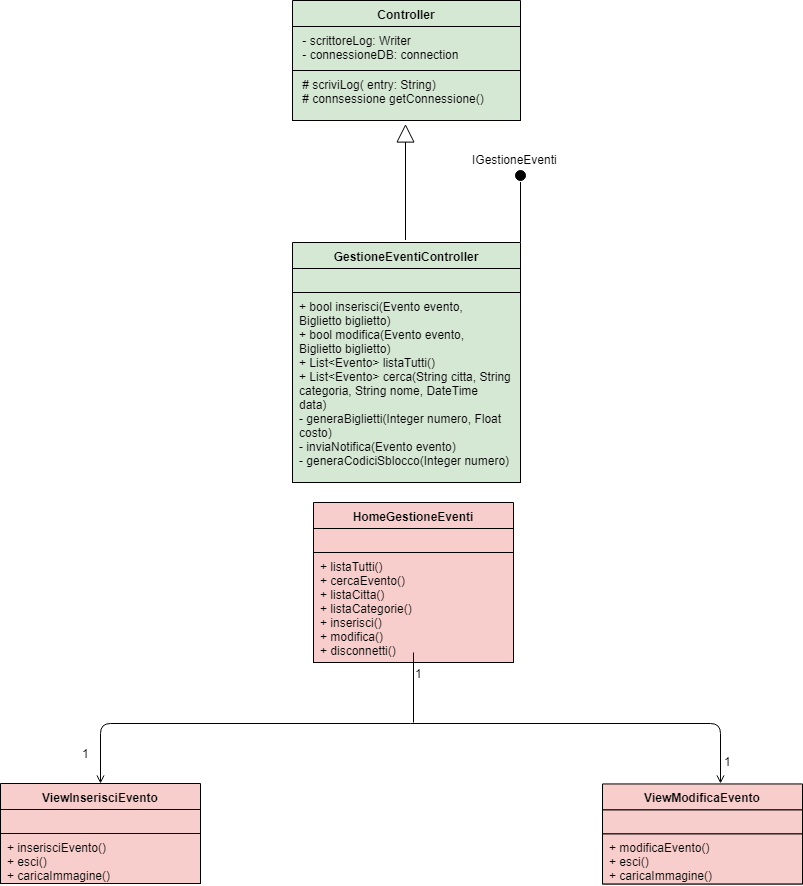 Controller
- scrittoreLog: Writer
- connessioneDB: connection
# scriviLog( entry: String)
# connsessione getConnessione()
IGestioneEventi
GestioneEventiController
+ bool inserisci(Evento evento,
Biglietto biglietto)
+ bool modifica(Evento evento,
Biglietto biglietto)
+ List<Evento> listaTutti()
+ List<Evento> cerca(String citta, String
categoria, String nome, DateTime
data)
- generaBiglietti(Integer numero, Float
costo)
- inviaNotifica(Evento evento)
- generaCodiciSblocco(Integer numero)
HomeGestioneEventi
+ listaTutti()
+ cercaEvento()
+ listaCitta()
+ listaCategorie()
+ inserisci()
+ modifica()
+ disconnetti()
1
1
1
ViewInserisciEvento
+ inserisciEvento()
+ esci()
+ caricaImmagine()
ViewModificaEvento
+ modificaEvento()
+ esci()
+ caricaImmagine()